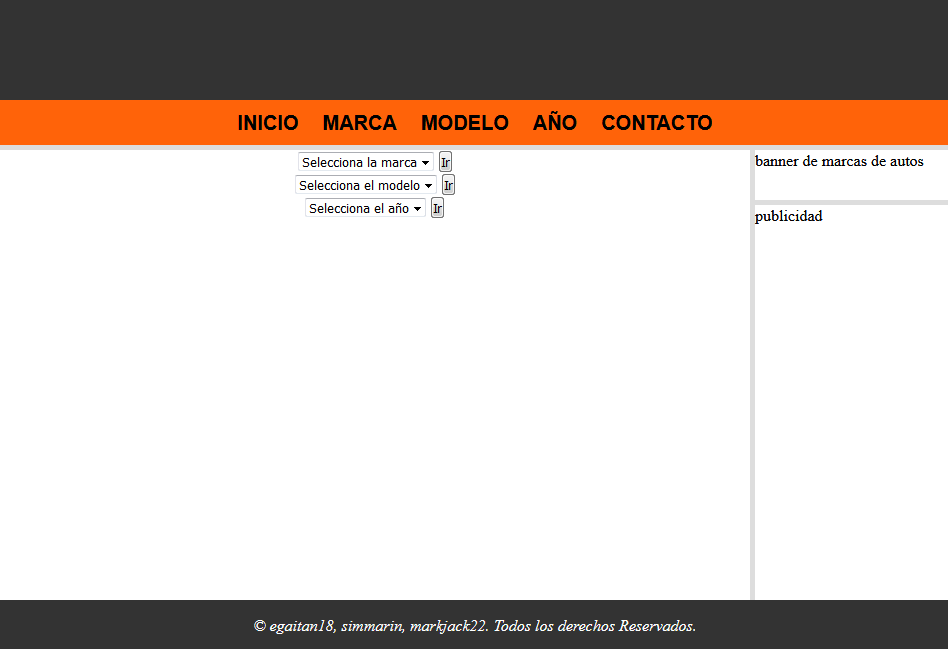 INICIO MARCA MODELO AÑO CONTACTO
Selecciona la marca Ir
Selecciona el modelo Ir
Selecciona el año Ir
banner de marcas de autos
publicidad
© egaitan18, simmarin, markjack22. Todos los derechos Reservados.